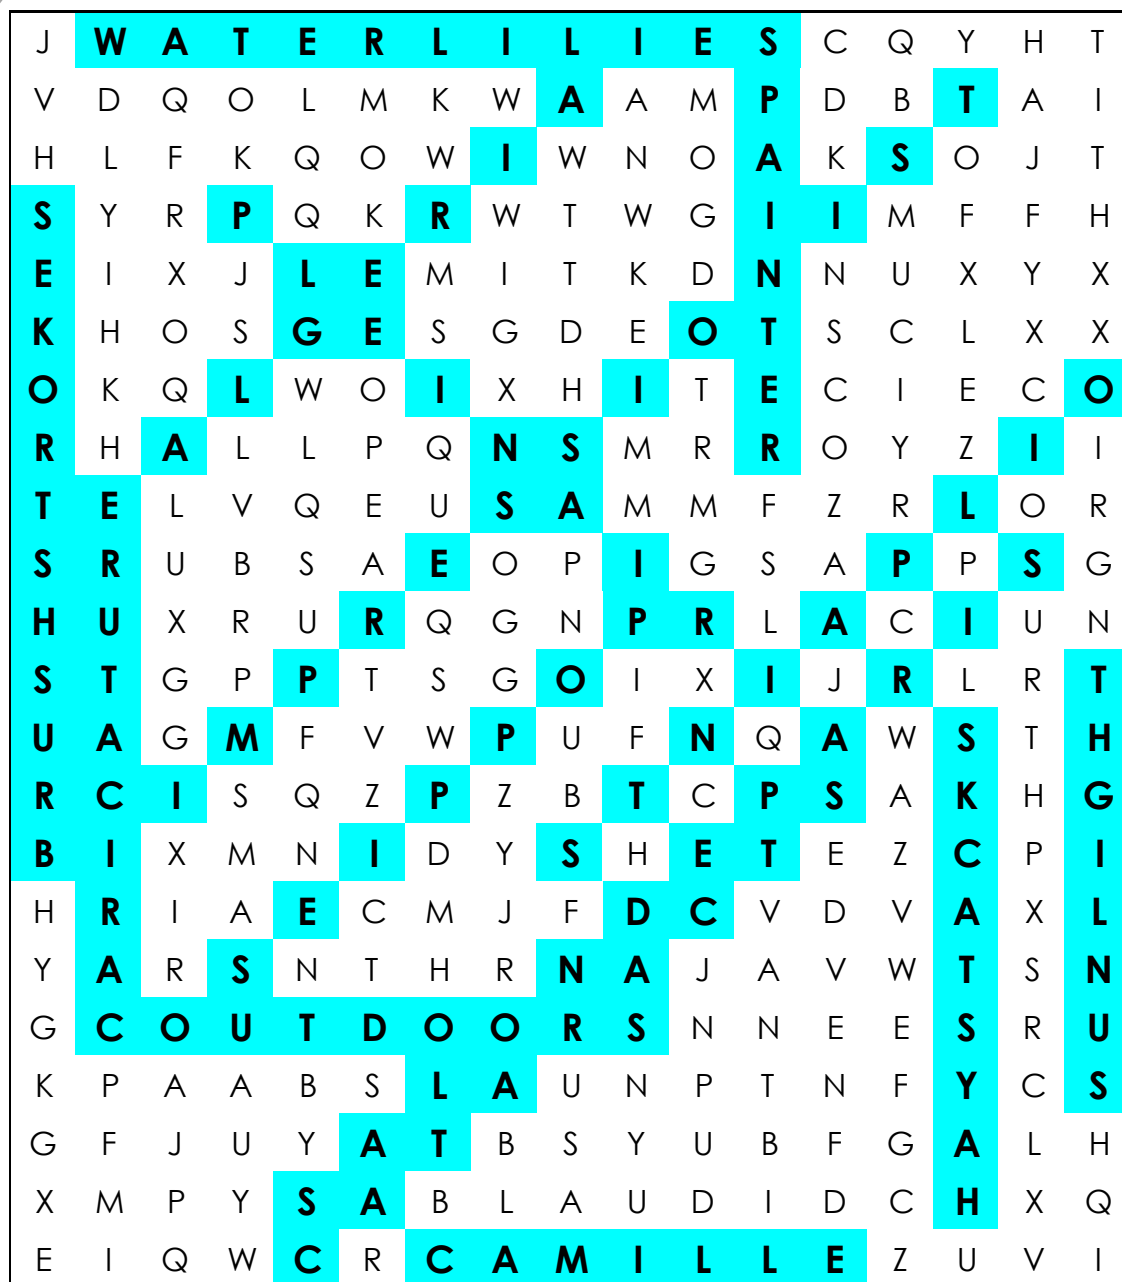 J W A T E R L I L I E S C Q Y H T
V D Q O L M K W A A M P D B T A I
H L F K Q O W I W N O A K S O J T
S Y R P Q K R W T W G I I M F F H
E I X J L E M I T K D N N U X Y X
K H O S G E S G D E O T S C L X X
O K Q L W O I X H I T E C I E C O
R H A L L P Q N S M R R O Y Z I I
T E L V Q E U S A M M F Z R L O R
S R U B S A E O P I G S A P P S G
H U X R U R Q G N P R L A C I U N
S T G P P T S G O I X I J R L R T
U A G M F V W P U F N Q A W S T H
R C I S Q Z P Z B T C P S A K H G
B I X M N I D Y S H E T E Z C P I
H R I A E C M J F D C V D V A X L
Y A R S N T H R N A J A V W T S N
G C O U T D O O R S N N E E S R U
K P A A B S L A U N P T N F Y C S
G F J U Y A T B S Y U B F G A L H
X M P Y S A B L A U D I D C H X Q
E I Q W C R C A M I L L E Z U V I